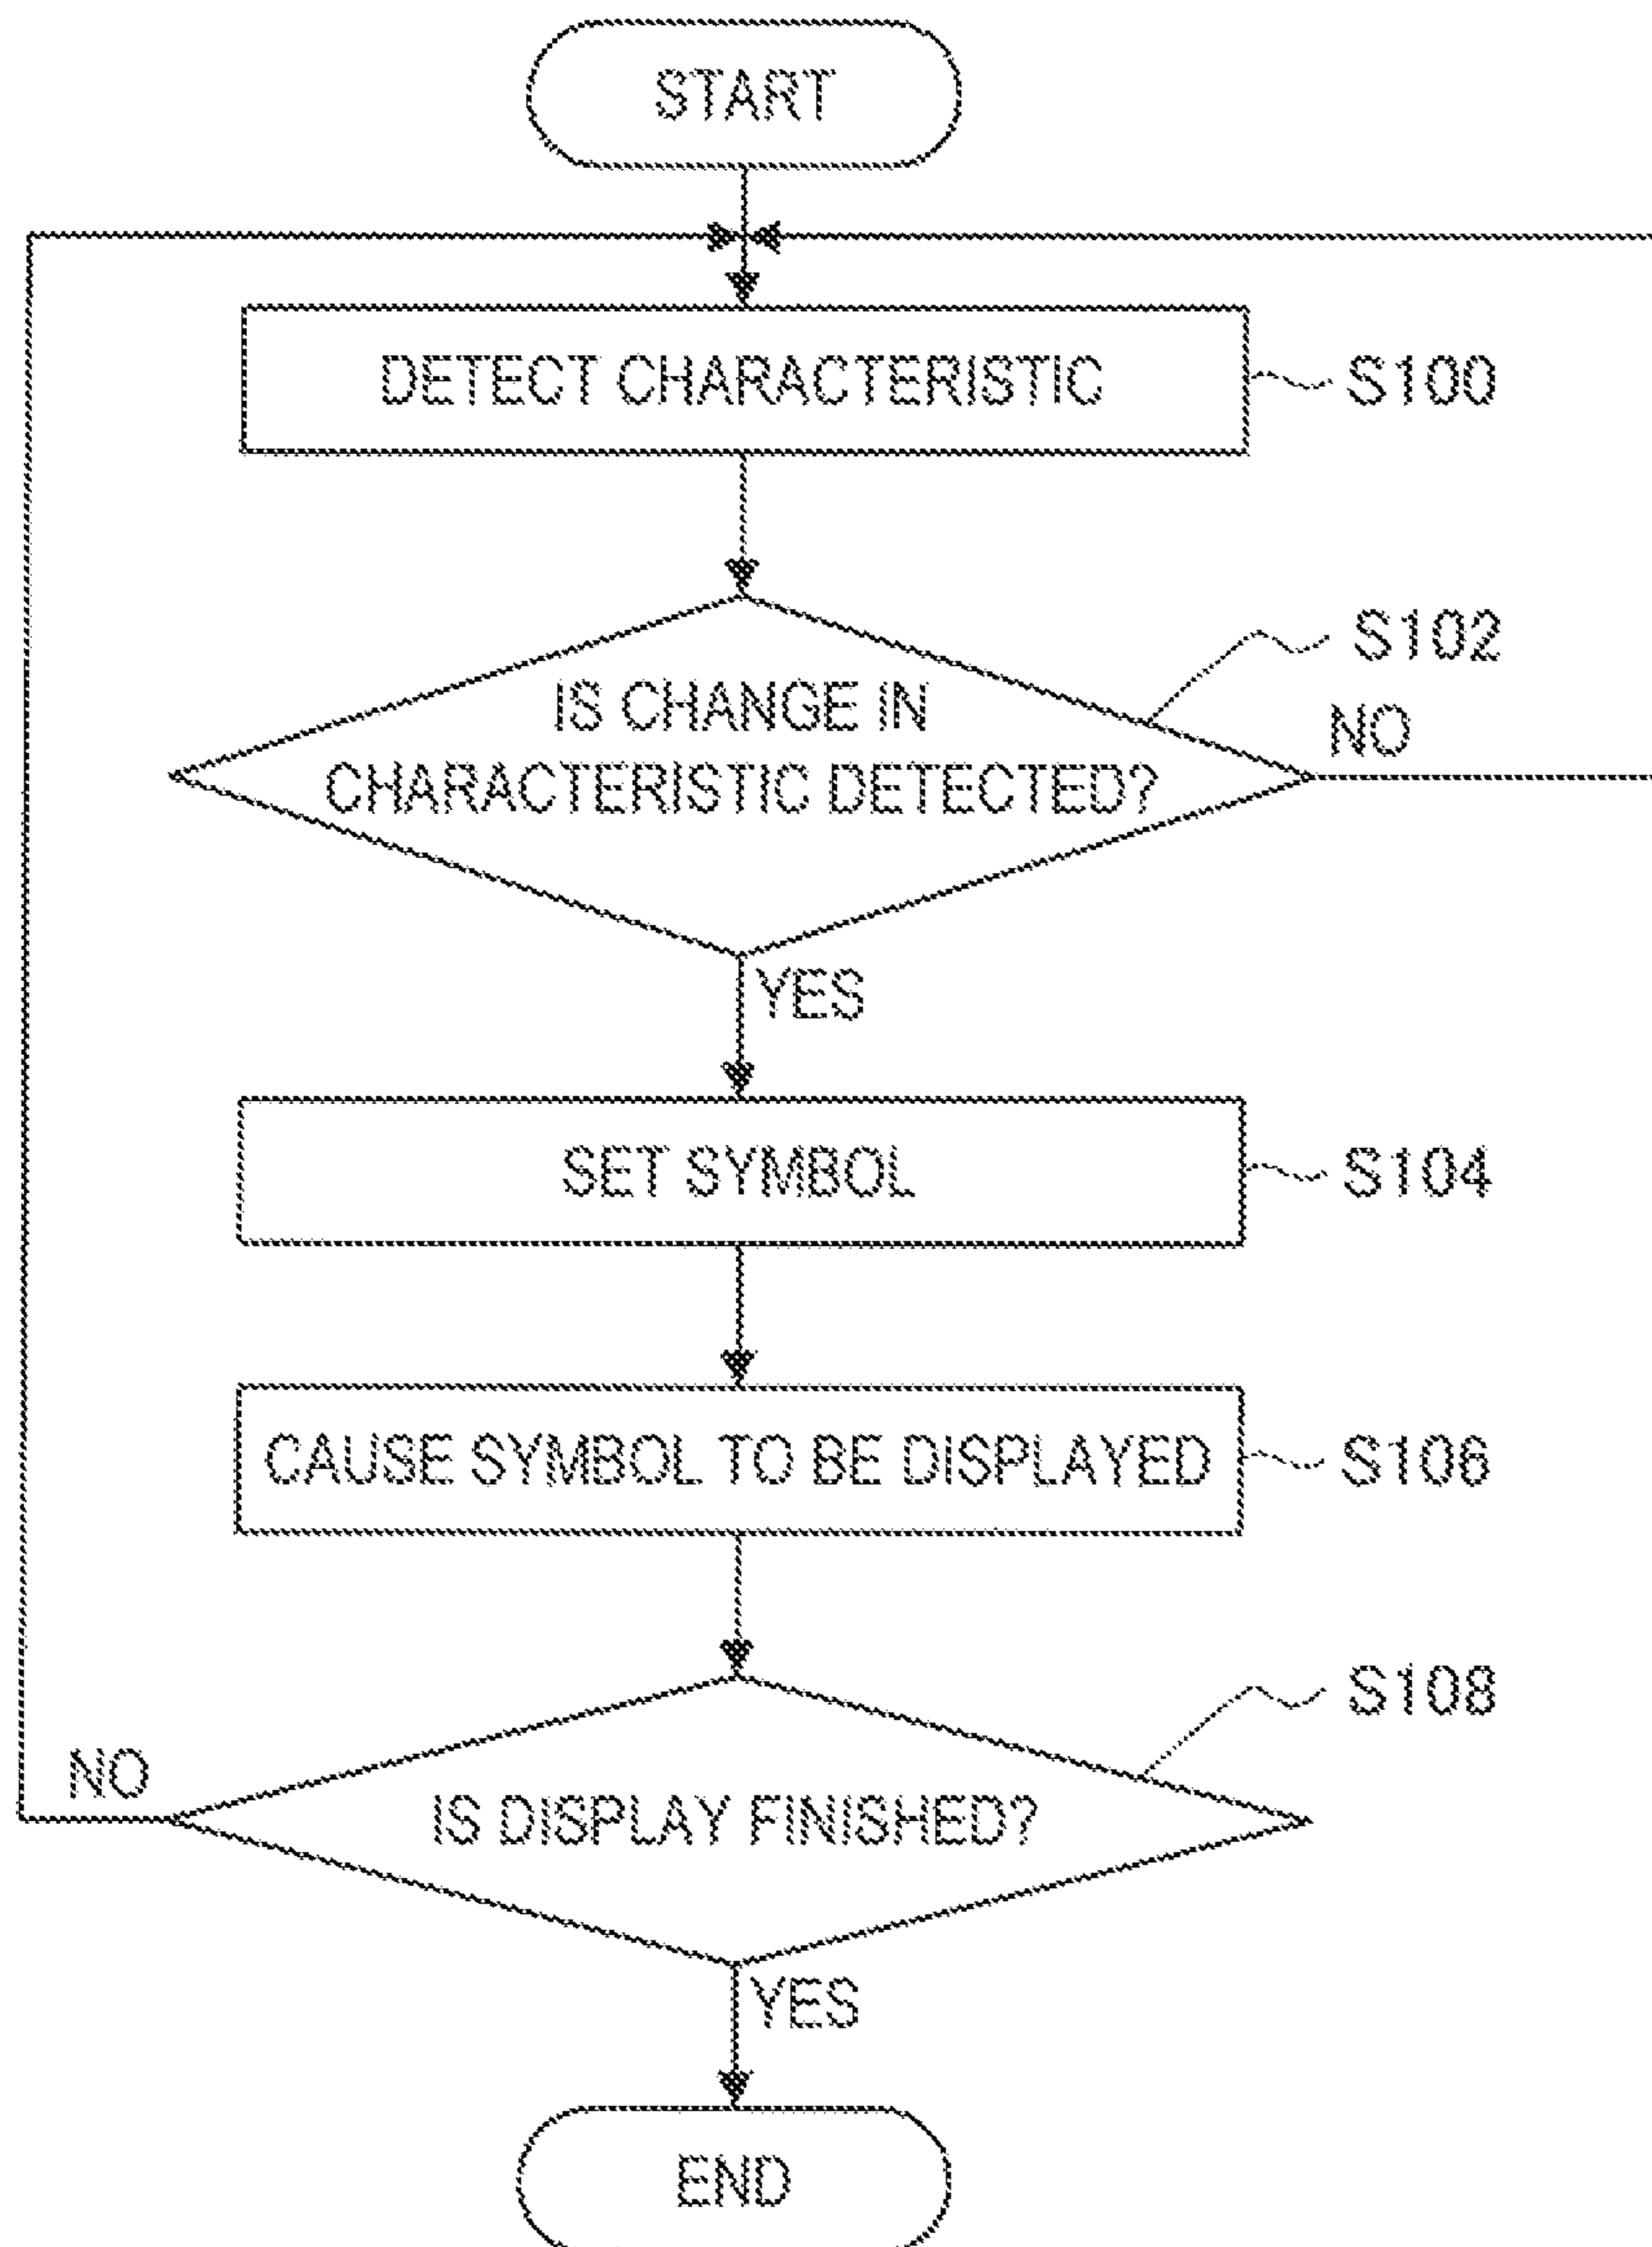 START
DETECT CHARACTERISTIC
S100
S102
IS CHANGE IN
CHARACTERISTIC DETECTED?
NO
YES
SET SYMBOL
S104
CAUSE SYMBOL TO BE DISPLAYED
S106
S108
NO
IS DISPLAY FINISHED?
YES
END